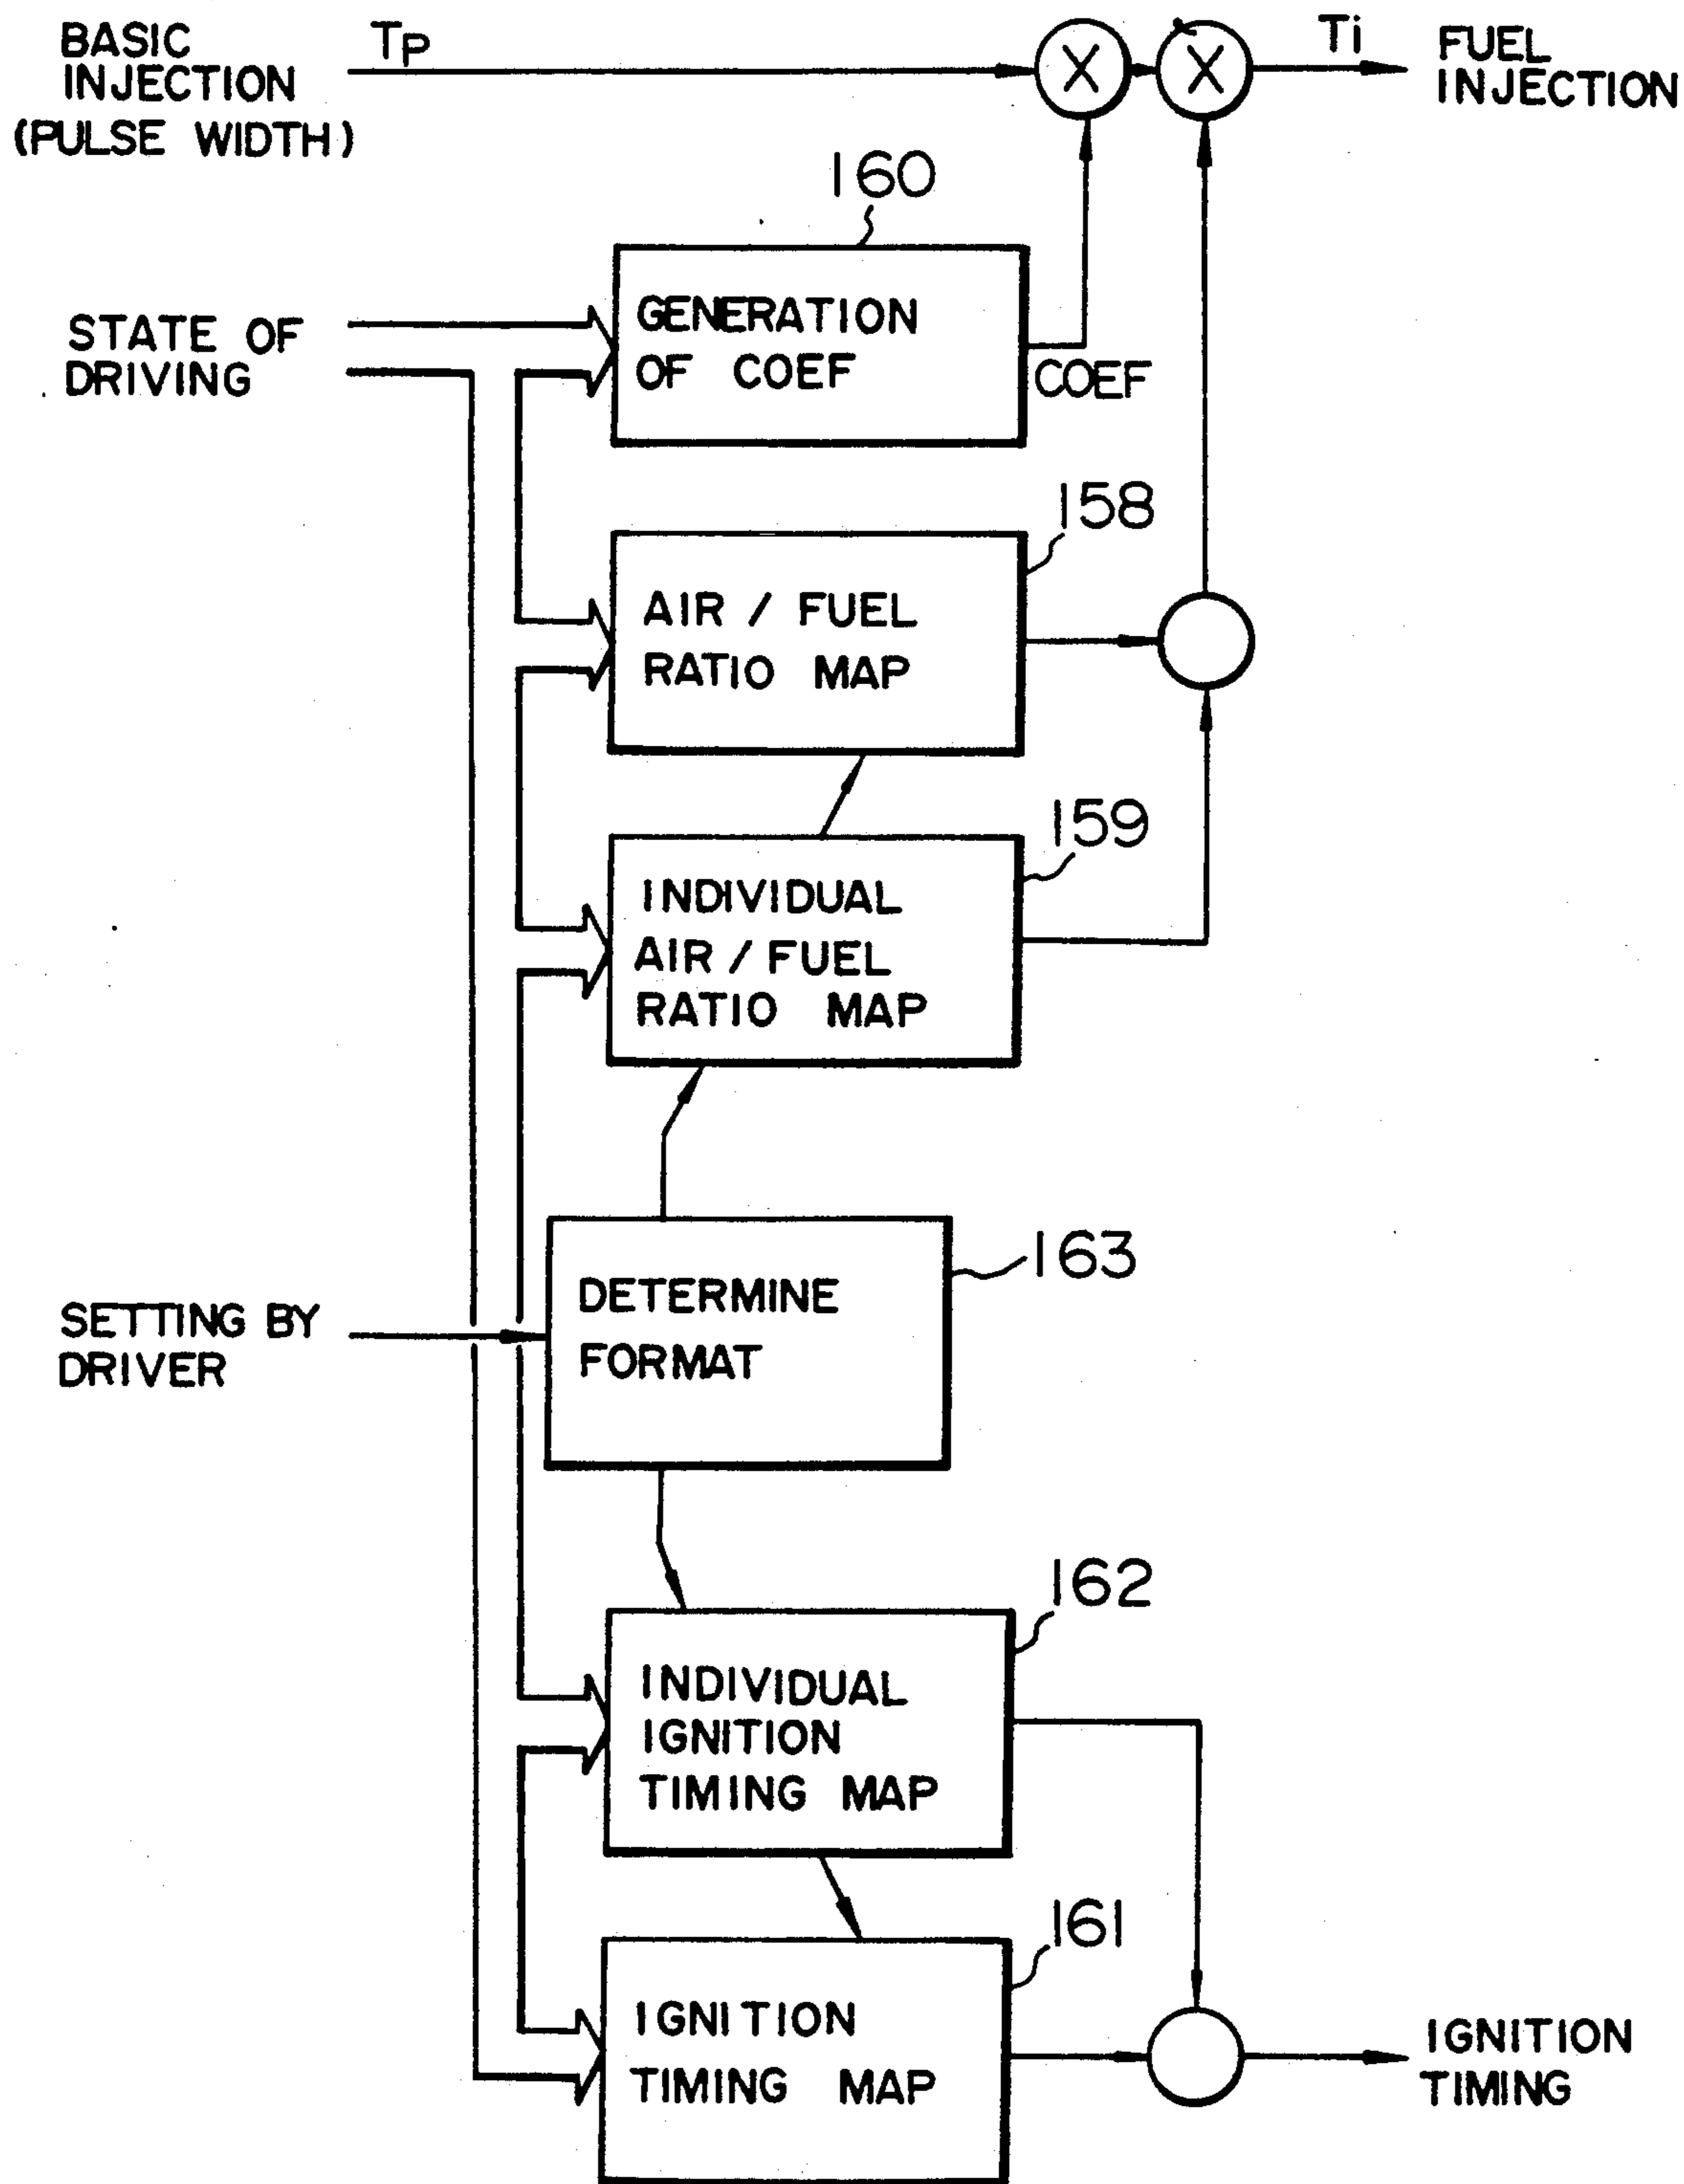 BASIC
INJECTION
(PULSE WIDTH)
TP
X
X
Ti
FUEL
INJECTION
160
STATE OF
DRIVING
GENERATION
OF COEF
COEF
158
AIR / FUEL
RATIO MAP
159
INDIVIDUAL
AIR / FUEL
RATIO MAP
163
SETTING BY
DRIVER
DETERMINE
FORMAT
162
INDIVIDUAL
IGNITION
TIMING MAP
161
IGNITION
TIMING MAP
IGNITION
TIMING